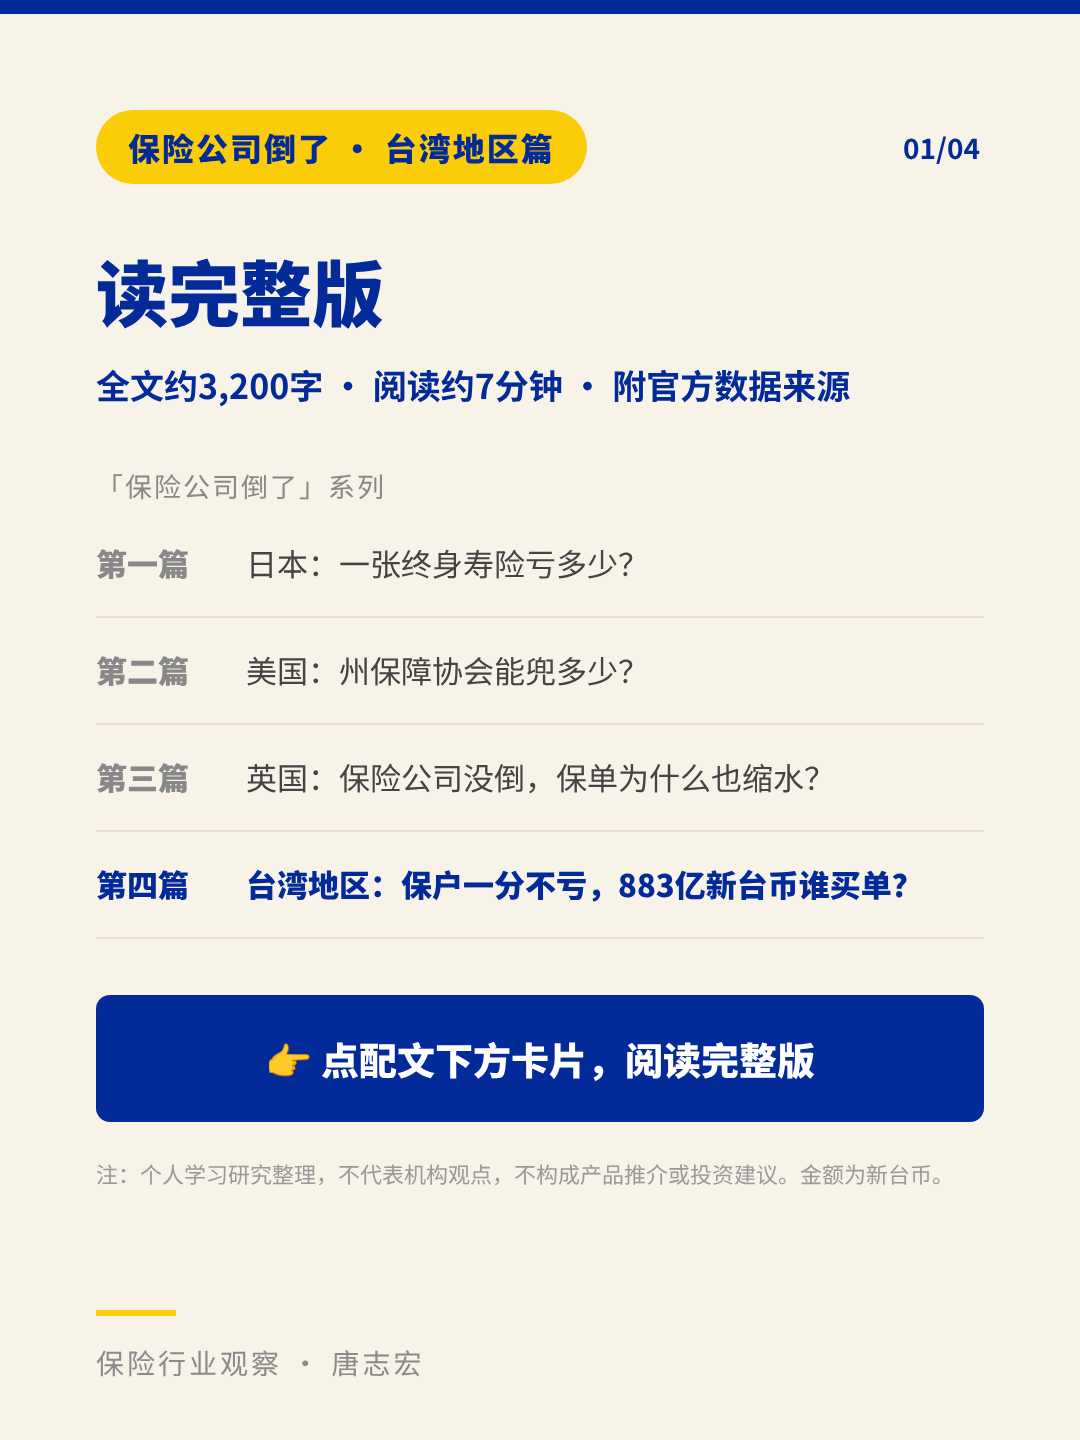 保险公司倒了 · 台湾地区篇
01/04
读完整版
全文约3,200字 · 阅读约7分钟 · 附官方数据来源
「保险公司倒了」系列
第一篇 日本：一张终身寿险亏多少？
第二篇 美国：州保障协会能兜多少？
第三篇 英国：保险公司没倒，保单为什么也缩水？
第四篇 台湾地区：保户一分不亏，883亿新台币谁买单？
👉 点配文下方卡片，阅读完整版
注：个人学习研究整理，不代表机构观点，不构成产品推介或投资建议。金额为新台币。
保险行业观察 · 唐志宏